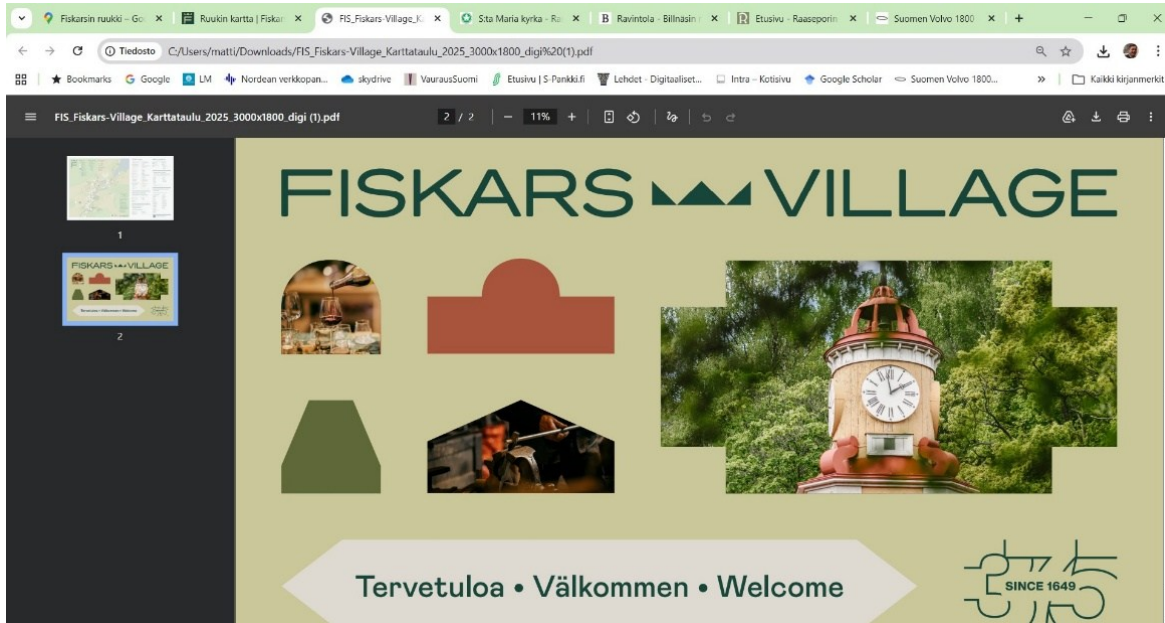 Fiskarsin ruukki – Go
Ruukin kartta | Fiskar
FIS_Fiskars-Village_K
S:ta Maria kyrka - Ra
Ravintola - Billnäsin
Etusivu - Raaseporin
Suomen Volvo 1800
Tiedosto C:/Users/matti/Downloads/FIS_Fiskars-Village_Karttataulu_2025_3000x1800_digi%20(1).pdf
Bookmarks Google LM Nordean verkkopan... skydrive VaurausSuomi Etusivu | S-Pankki.fi Lehdet - Digitaaliset... Intra – Kotisivu Google Scholar Suomen Volvo 1800... » Kaikki kirjanmerkit
FIS_Fiskars-Village_Karttataulu_2025_3000x1800_digi (1).pdf 2 / 2 11%
1
FISKARS VILLAGE
2
FISKARS VILLAGE
Tervetuloa • Välkommen • Welcome
375
SINCE 1649